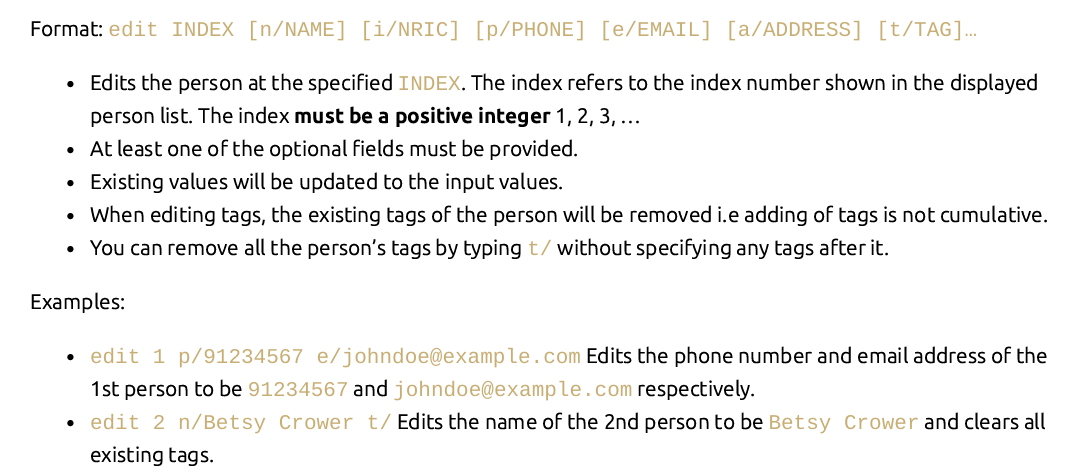 Format: edit INDEX [n/NAME] [i/NRIC] [p/PHONE] [e/EMAIL] [a/ADDRESS] [t/TAG]…
• Edits the person at the specified INDEX. The index refers to the index number shown in the displayed
person list. The index must be a positive integer 1, 2, 3, …
• At least one of the optional fields must be provided.
• Existing values will be updated to the input values.
• When editing tags, the existing tags of the person will be removed i.e adding of tags is not cumulative.
• You can remove all the person’s tags by typing t/ without specifying any tags after it.
Examples:
• edit 1 p/91234567 e/johndoe@example.com Edits the phone number and email address of the
1st person to be 91234567 and johndoe@example.com respectively.
• edit 2 n/Betsy Crower t/ Edits the name of the 2nd person to be Betsy Crower and clears all
existing tags.